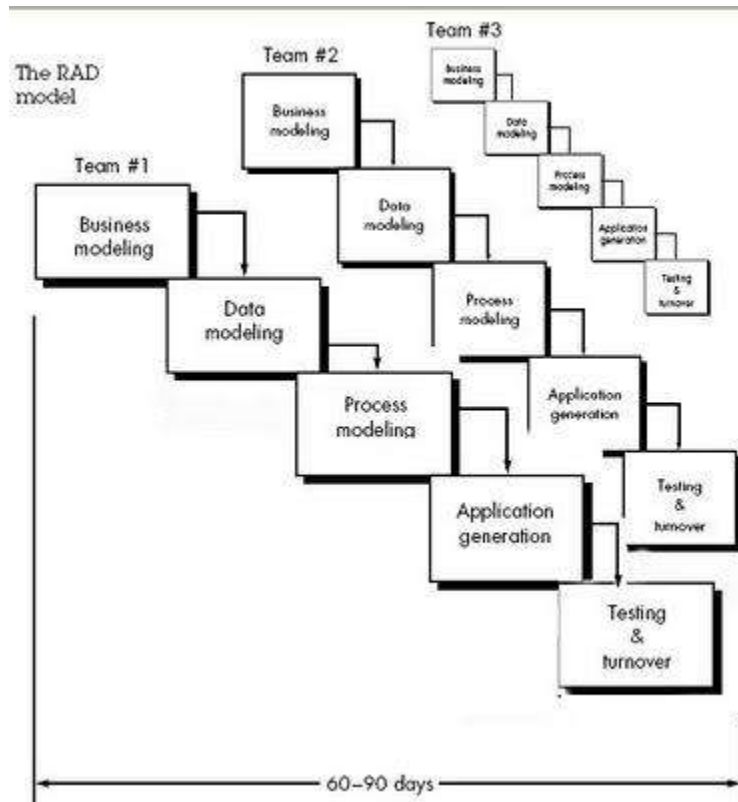 The RAD
model
Team #1
Business
modeling
Data
modeling
Process
modeling
Application
generation
Testing
&
turnover
Team #2
Business
modeling
Data
modeling
Process
modeling
Application
generation
Testing
&
turnover
Team #3
Business
modeling
Data
modeling
Process
modeling
Application
generation
Testing
&
turnover
60–90 days